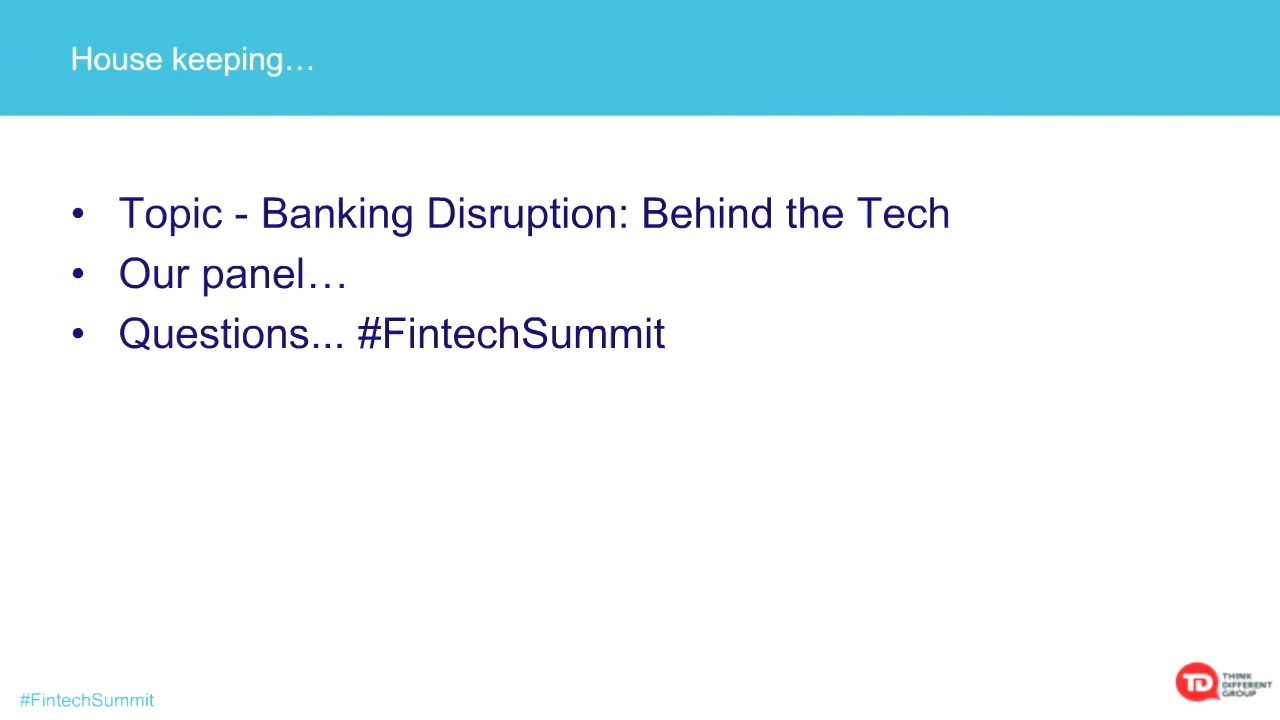 House keeping…
• Topic - Banking Disruption: Behind the Tech
• Our panel…
• Questions... #FintechSummit
#FintechSummit
TD
THINK
DIFFERENT
GROUP